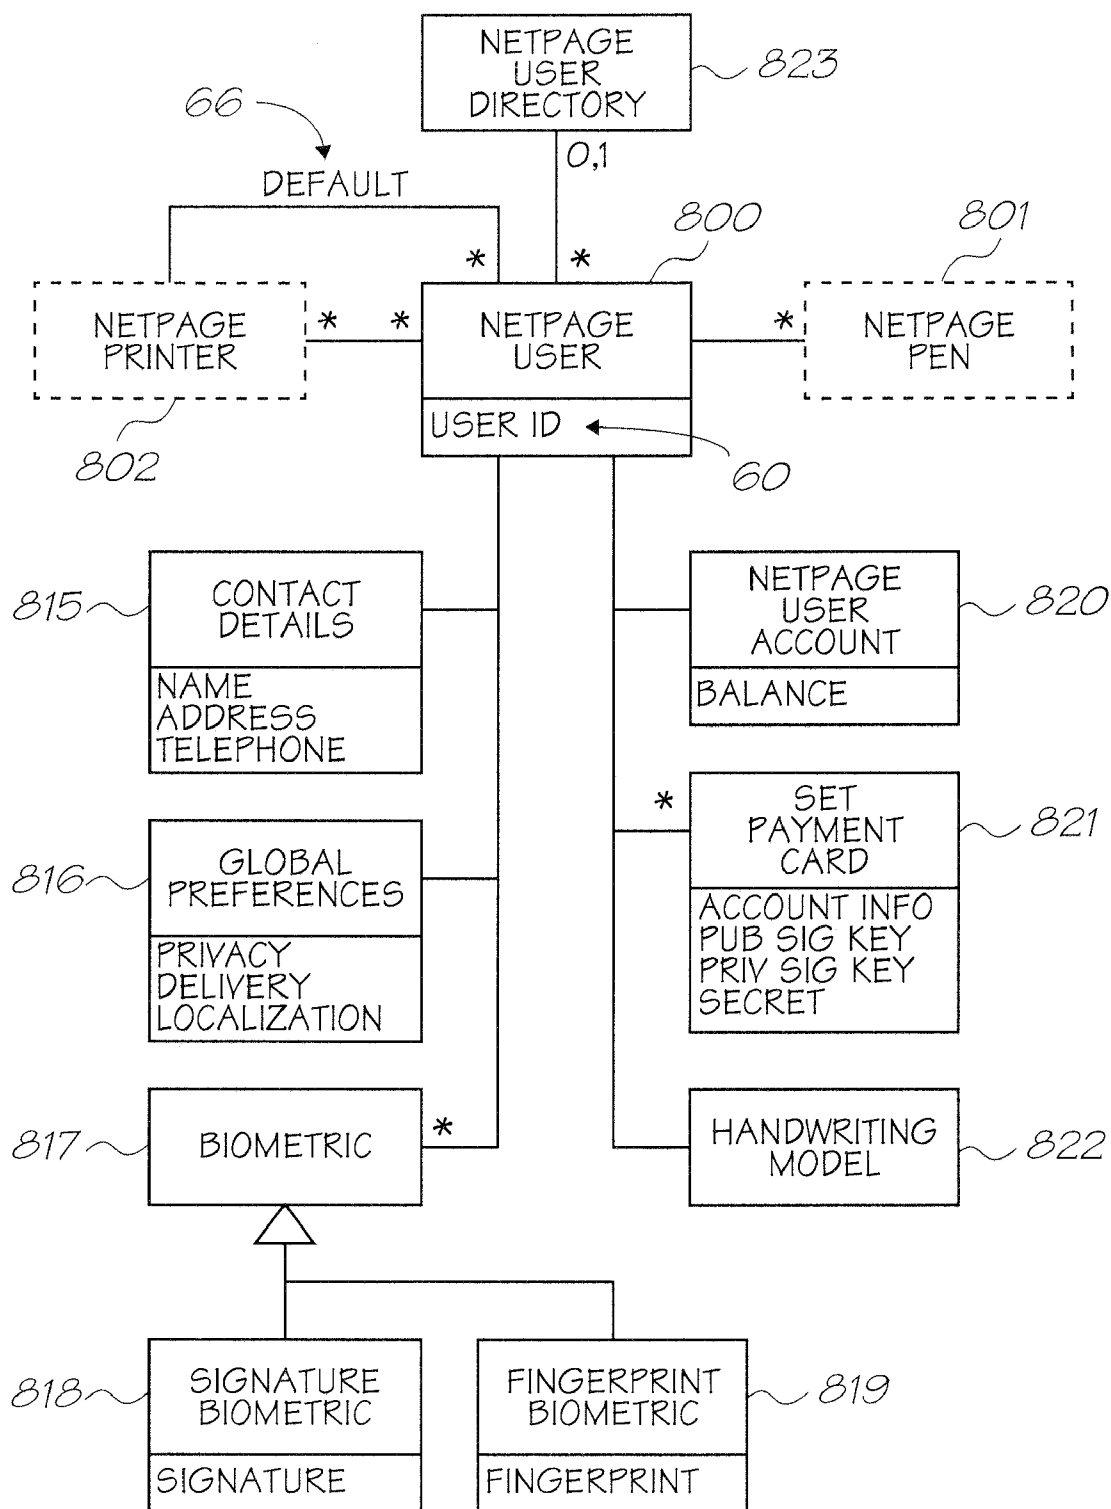 NETPAGE
USER
DIRECTORY
823
66
DEFAULT
0,1
800
801
*
*
NETPAGE
PRINTER
*
*
NETPAGE
USER
*
NETPAGE
PEN
802
USER ID
60
815
CONTACT
DETAILS
NAME
ADDRESS
TELEPHONE
NETPAGE
USER
ACCOUNT
820
BALANCE
816
GLOBAL
PREFERENCES
PRIVACY
DELIVERY
LOCALIZATION
*
SET
PAYMENT
CARD
821
ACCOUNT INFO
PUB SIG KEY
PRIV SIG KEY
SECRET
817
BIOMETRIC
*
HANDWRITING
MODEL
822
818
SIGNATURE
BIOMETRIC
SIGNATURE
FINGERPRINT
BIOMETRIC
819
FINGERPRINT